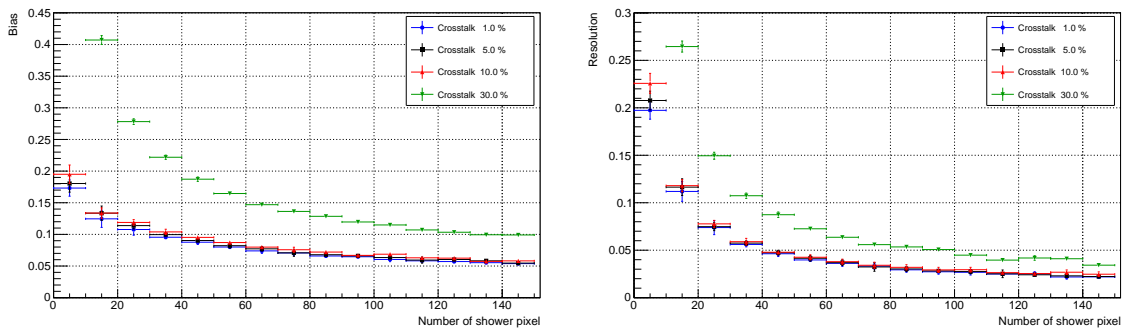 Bias
0.45
0.4
0.35
0.3
0.25
0.2
0.15
0.1
0.05
0
0 20 40 60 80 100 120 140
Number of shower pixel
Crosstalk 1.0 %
Crosstalk 5.0 %
Crosstalk 10.0 %
Crosstalk 30.0 %
Resolution
0.3
0.25
0.2
0.15
0.1
0.05
0
0 20 40 60 80 100 120 140
Number of shower pixel
Crosstalk 1.0 %
Crosstalk 5.0 %
Crosstalk 10.0 %
Crosstalk 30.0 %